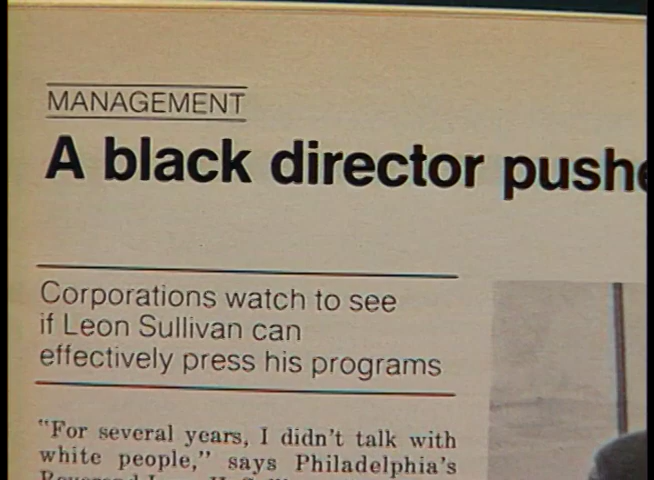 MANAGEMENT
A black director pushe
Corporations watch to see
if Leon Sullivan can
effectively press his programs
"For several years, I didn't talk with
white people," says Philadelphia's